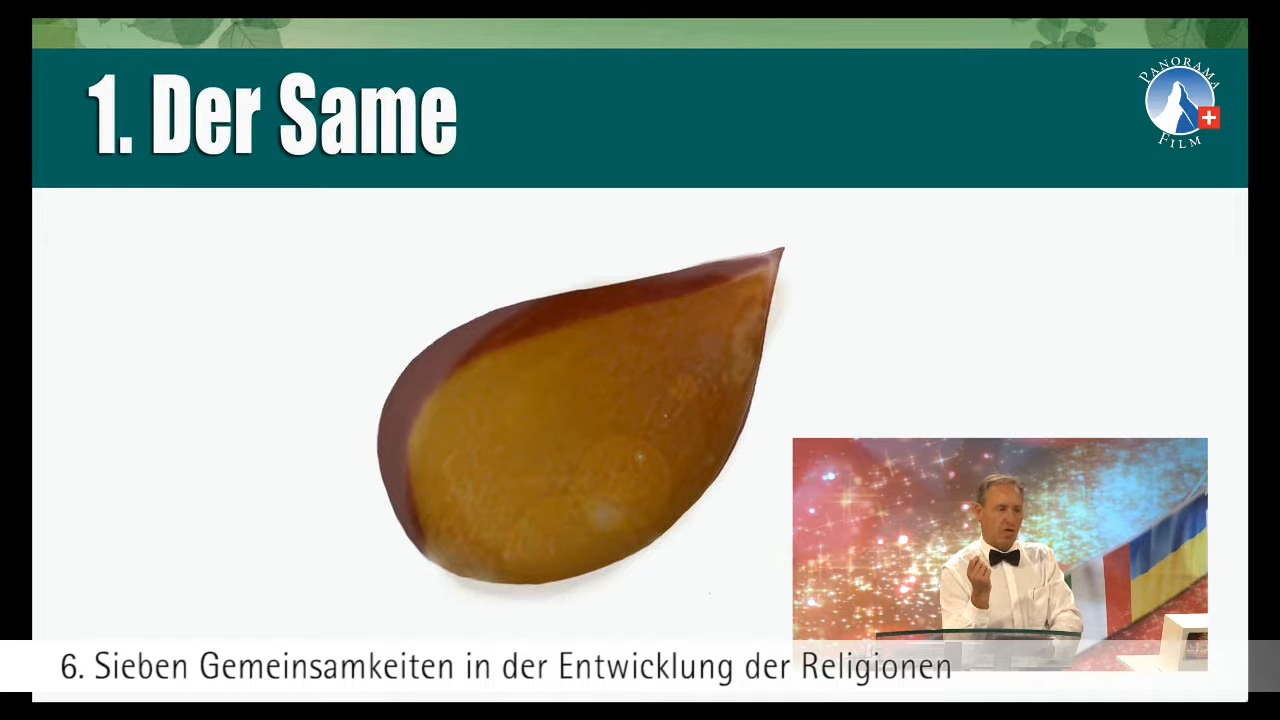 1. Der Same
PANORAMA
FILM
6. Sieben Gemeinsamkeiten in der Entwicklung der Religionen